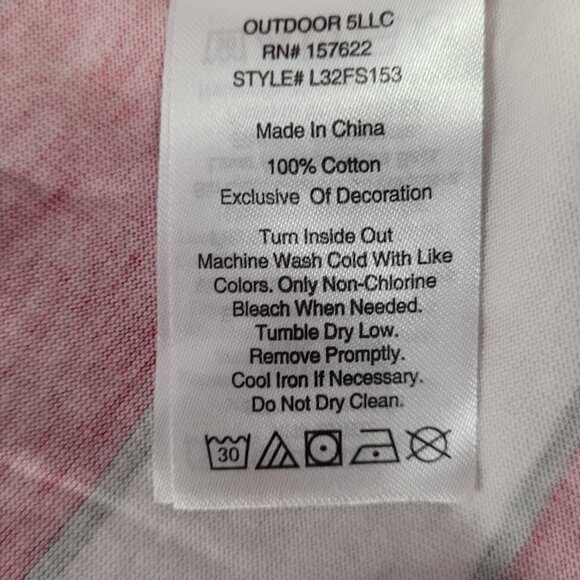 OUTDOOR 5LLC
RN# 157622
STYLE# L32FS153
Made In China
100% Cotton
Exclusive Of Decoration
Turn Inside Out
Machine Wash Cold With Like
Colors. Only Non-Chlorine
Bleach When Needed.
Tumble Dry Low.
Remove Promptly.
Cool Iron If Necessary.
Do Not Dry Clean.
30